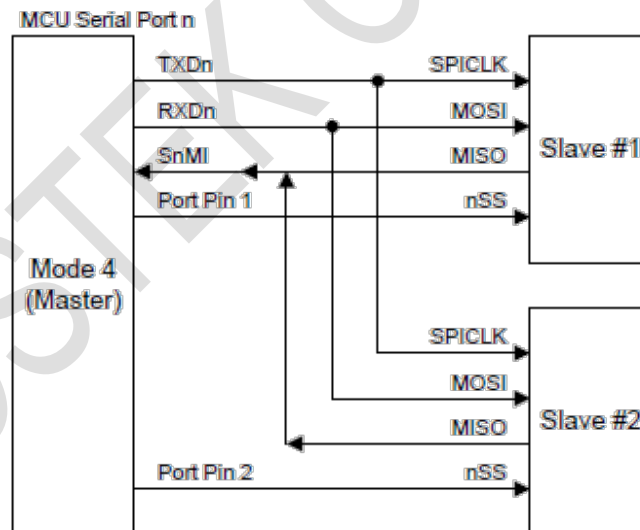 MCU Serial Port n
TXDn
SPICLK
RXDn
MOSI
SnMI
MISO
Slave #1
Port Pin 1
nSS
Mode 4
(Master)
SPICLK
MOSI
MISO
Slave #2
Port Pin 2
nSS